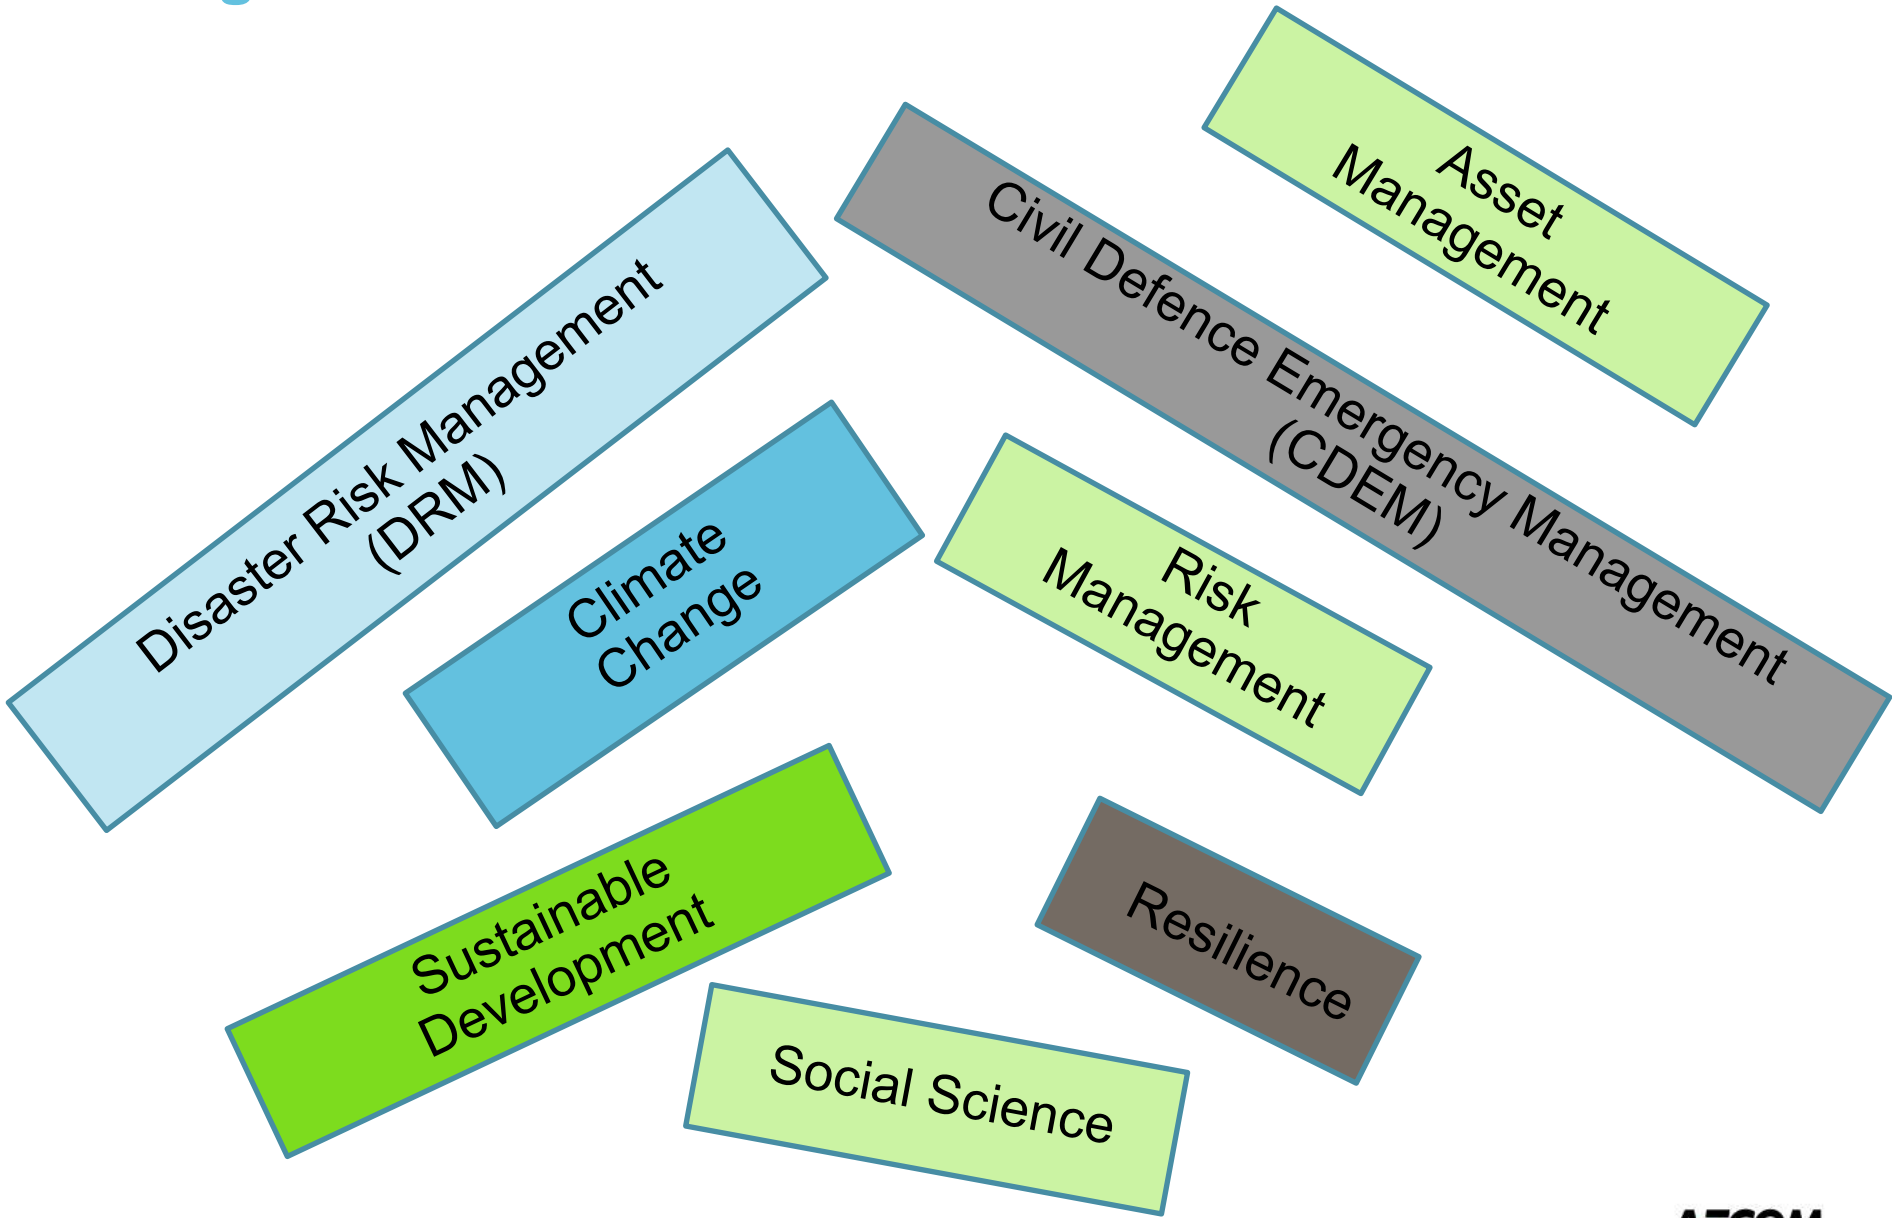 Asset
Management
Civil Defence Emergency Management
(CDEM)
Disaster Risk Management
(DRM)
Climate
Change
Risk
Management
Sustainable
Development
Resilience
Social Science
AECOM